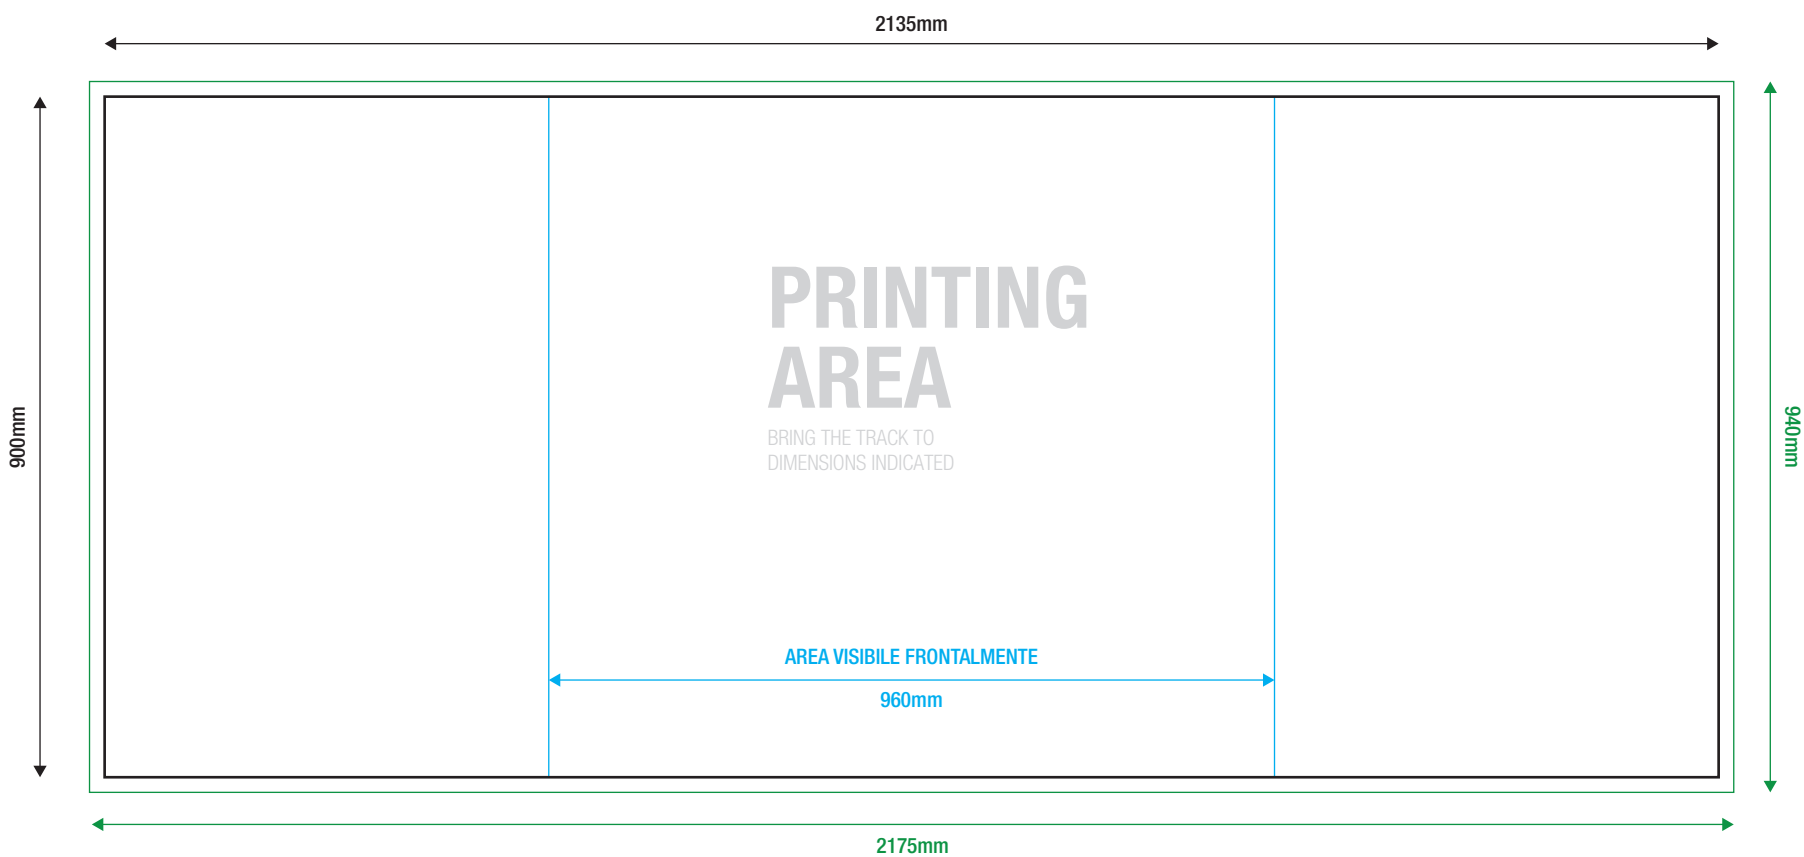 2135mm
900mm
PRINTING
AREA
BRING THE TRACK TO
DIMENSIONS INDICATED
940mm
AREA VISIBILE FRONTALMENTE
960mm
2175mm